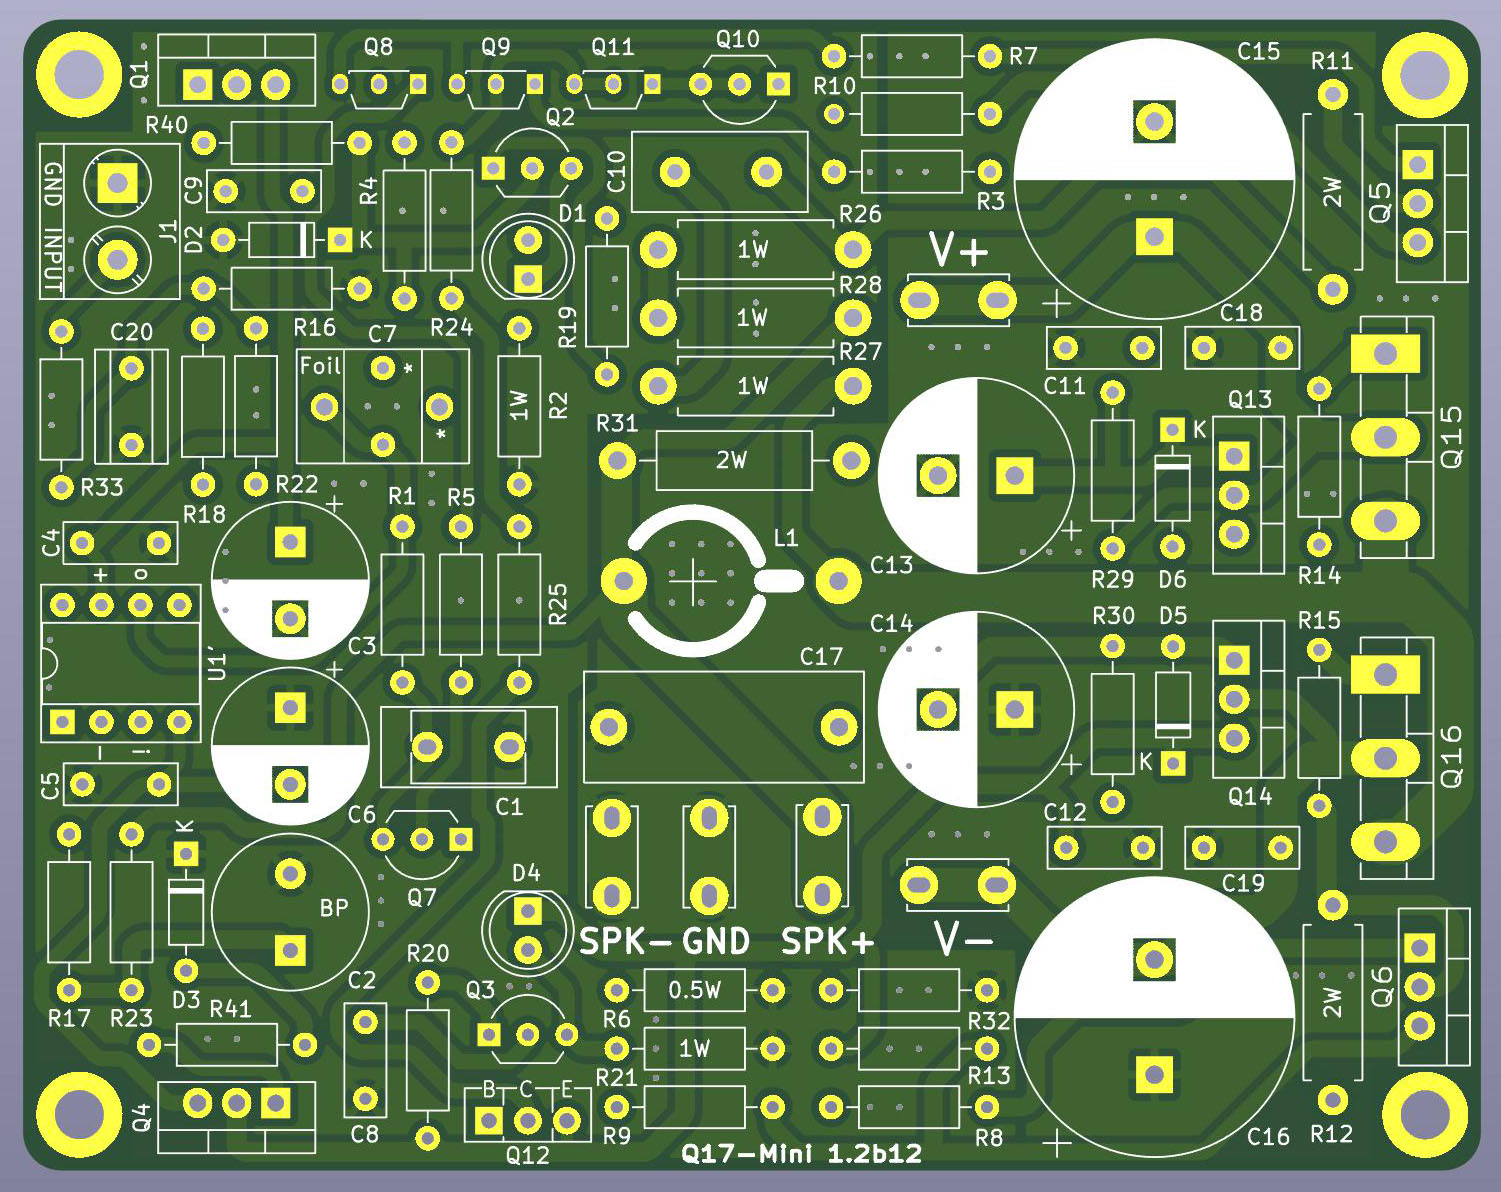 Q1
Q8
Q9
Q11
Q10
R7
C15
R11
R10
R40
Q2
C10
R3
GND INPUT
J1
C9
R4
D2
K
D1
R26
1W
V+
2W
Q5
R28
R16
C7
R24
R19
1W
C18
C20
Foil
*
*
1W
R2
R27
1W
C11
Q13
K
Q15
R33
R18
R22
R31
2W
+
R1
R5
+
C4
+
o
L1
C13
R29
D6
R14
U1'
C3
R25
C14
R30
D5
R15
+
C17
-
-i
C5
C6
C1
+
K
Q14
Q16
C12
K
Q7
D4
C19
BP
SPK-
GND
SPK+
V-
R17
R23
D3
R41
C2
R20
Q3
0.5W
R6
R32
2W
Q6
1W
R21
R13
Q4
C8
B
C
E
Q12
R9
R8
+
C16
R12
Q17-Mini 1.2b12